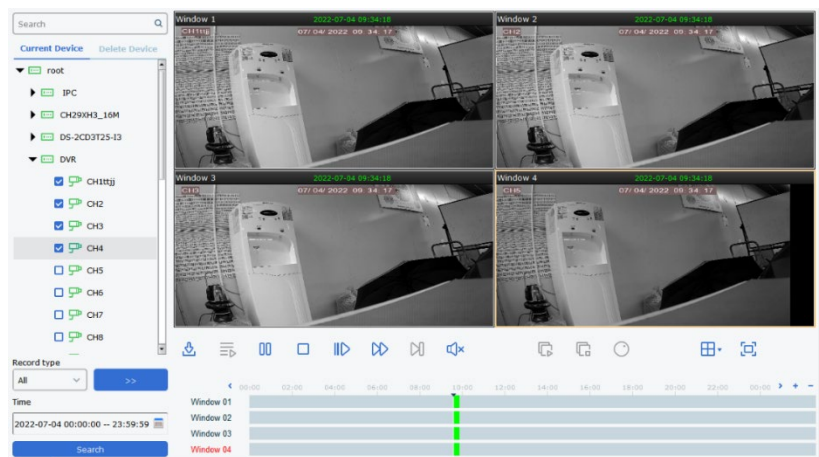 Search
Current Device
Delete Device
root
IPC
CH29XH3_16M
DS-2CD3T25-I3
DVR
CH1ttjj
CH2
CH3
CH4
CH5
CH6
CH7
CH8
Record type
All
>>
Time
2022-07-04 00:00:00 -- 23:59:59
Search
Window 1 2022-07-04 09:34:18
CH1ttjj 07/04/2022 09:34:17
Window 2 2022-07-04 09:34:18
CH2 07/04/2022 09:34:17
Window 3 2022-07-04 09:34:18
CH3 07/04/2022 09:34:17
Window 4 2022-07-04 09:34:18
CH5 07/04/2022 09:34:17
00:00 02:00 04:00 06:00 08:00 10:00 12:00 14:00 16:00 18:00 20:00 22:00 00:00 > + -
Window 01
Window 02
Window 03
Window 04